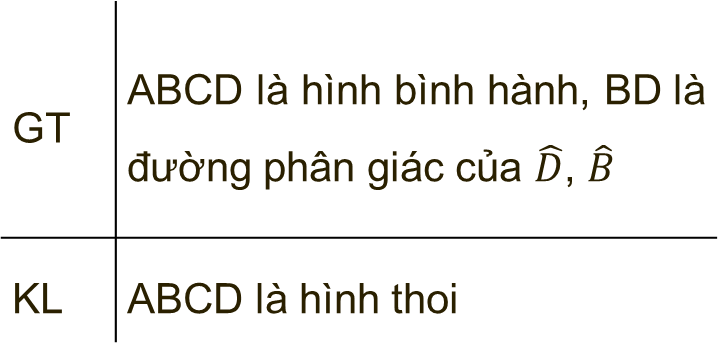 GT
ABCD là hình bình hành, BD là
đường phân giác của D̂, B̂
KL
ABCD là hình thoi